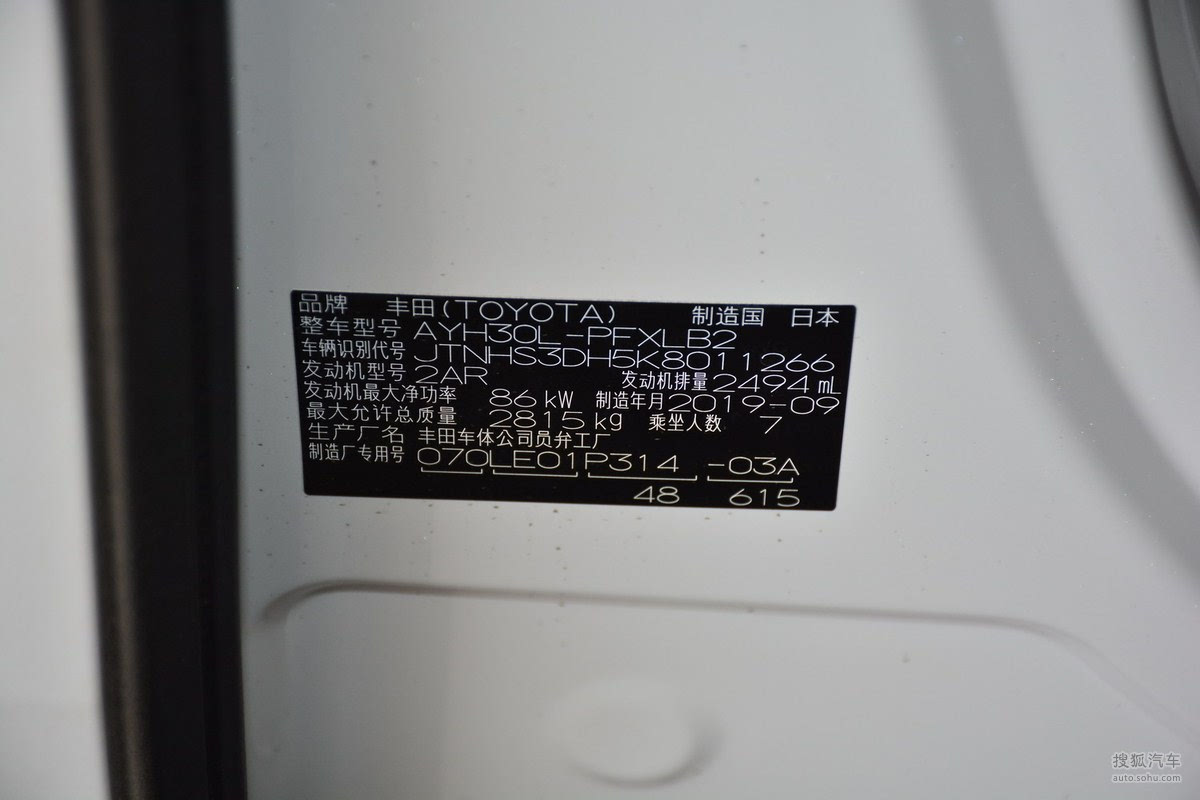 品牌 丰田(TOYOTA) 制造国 日本
整车型号 AYH30L-PFXLB2
车辆识别代号 JTNHS3DH5K8011266
发动机型号 2AR 发动机排量 2494 mL
发动机最大净功率 86 kW 制造年月 2019-09
最大允许总质量 2815 kg 乘坐人数 7
生产厂名 丰田车体公司员弁工厂
制造厂专用号 070LE01P314 -03A
48 615
搜狐汽车
auto.sohu.com